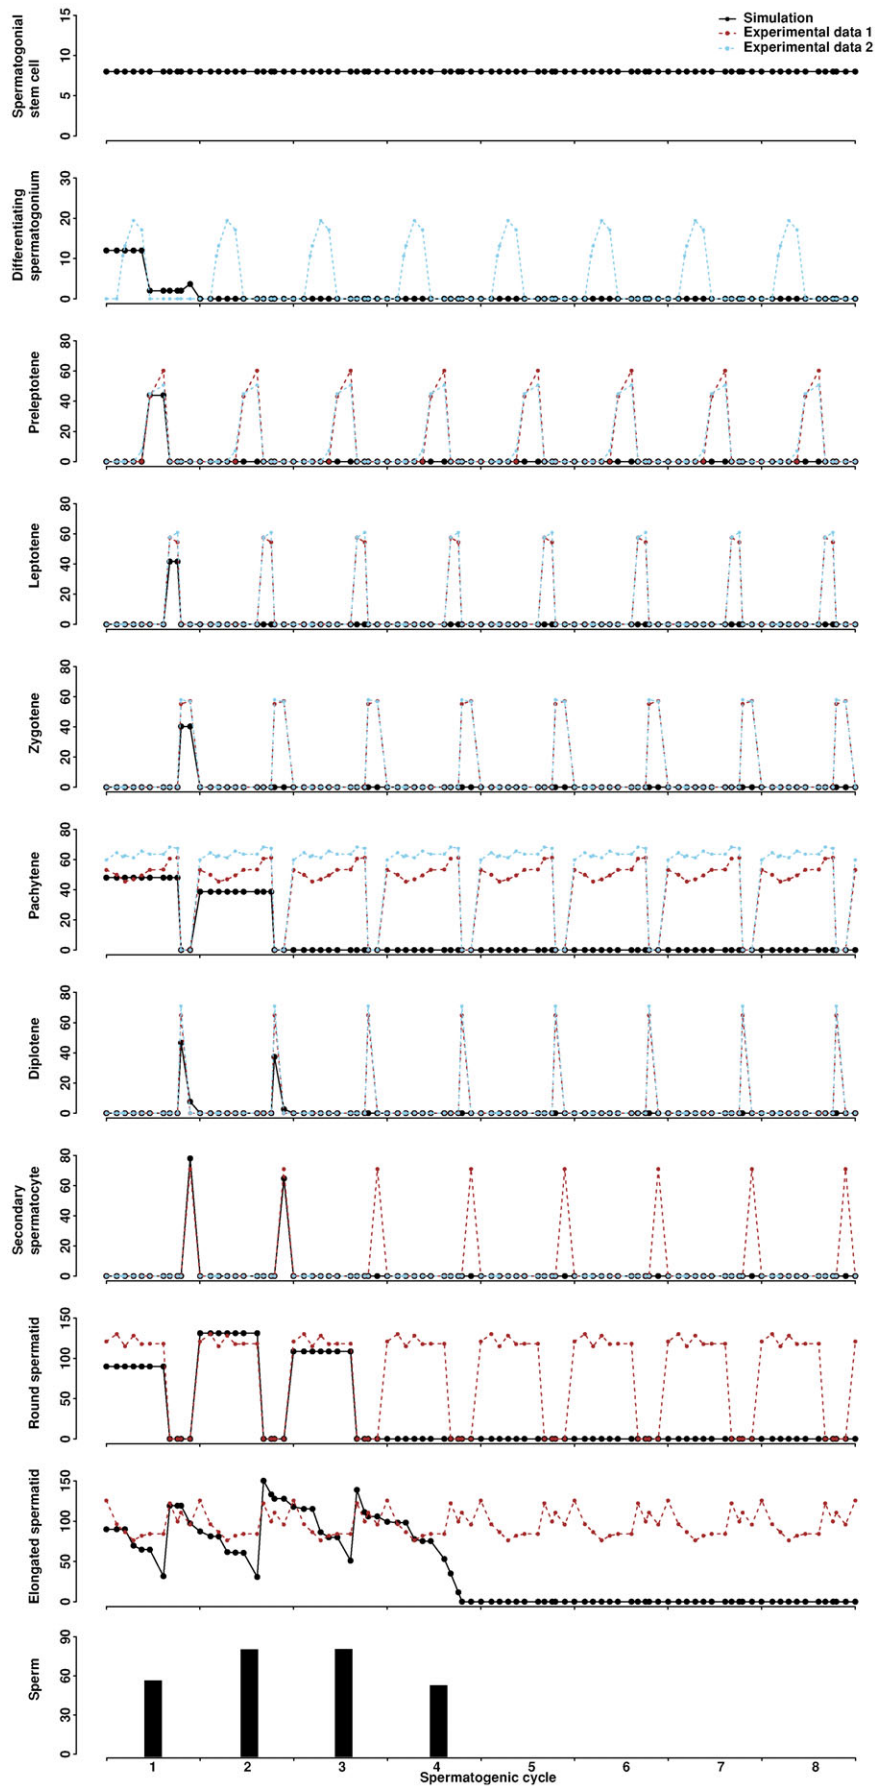 Simulation
Experimental data 1
Experimental data 2
Spermatogonial
stem cell
15
10
5
0
Differentiating
spermatogonium
30
20
10
0
Preleptotene
80
60
40
20
0
Leptotene
80
60
40
20
0
Zygotene
80
60
40
20
0
Pachytene
80
60
40
20
0
Diplotene
80
60
40
20
0
Secondary
spermatocyte
80
60
40
20
0
Round spermatid
150
100
50
0
Elongated spermatid
150
100
50
0
Sperm
90
60
30
0
1 2 3 4 5 6 7 8
Spermatogenic cycle